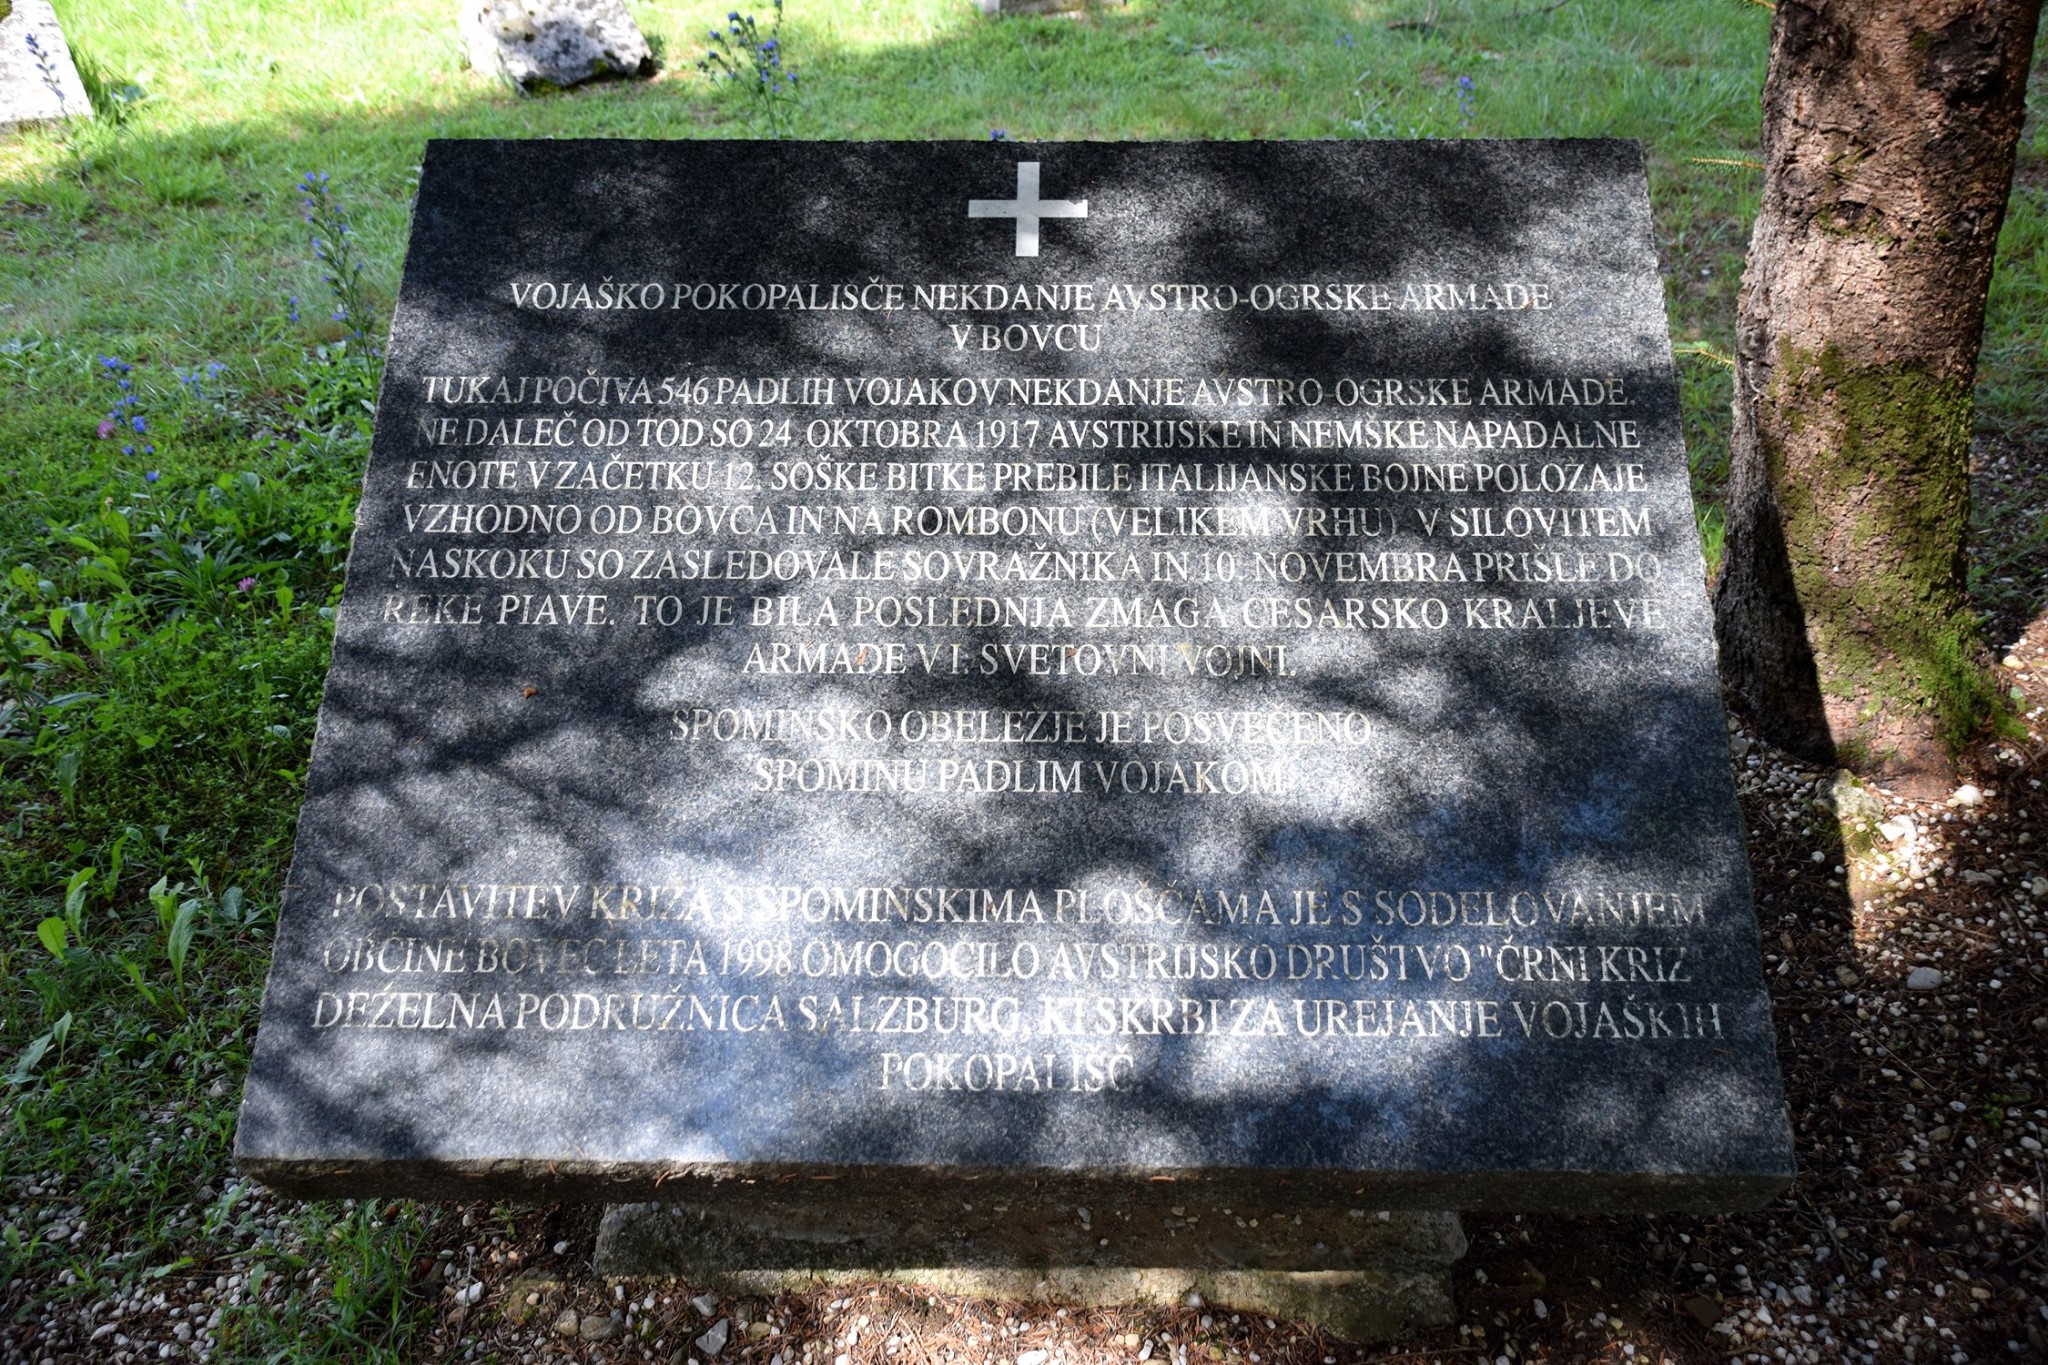 VOJAŠKO POKOPALIŠČE NEKDANJE AVSTRO-OGRSKE ARMADE
V BOVCU
TUKAJ POČIVA 546 PADLIH VOJAKOV NEKDANJE AVSTRO-OGRSKE ARMADE.
NE DALEČ OD TOD SO 24. OKTOBRA 1917 AVSTRIJSKE IN NEMŠKE NAPADALNE
ENOTE V ZAČETKU 12. SOŠKE BITKE PREBILE ITALIJANSKE BOJNE POLOŽAJE
VZHODNO OD BOVCA IN NA ROMBONU (VELIKEM VRHU). V SILOVITEM
NASKOKU SO ZASLEDOVALE SOVRAŽNIKA IN 10. NOVEMBRA PRIŠLE DO
REKE PIAVE. TO JE BILA POSLEDNJA ZMAGA CESARSKO KRALJEVE
ARMADE V I. SVETOVNI VOJNI.
SPOMINSKO OBELEŽJE JE POSVEČENO
SPOMINU PADLIM VOJAKOM
POSTAVITEV KRIŽA S SPOMINSKIMA PLOŠČAMA JE S SODELOVANJEM
OBČINE BOVEC LETA 1998 OMOGOČILO AVSTRIJSKO DRUŠTVO "ČRNI KRIŽ"
DEŽELNA PODRUŽNICA SALZBURG, KI SKRBI ZA UREJANJE VOJAŠKIH
POKOPALIŠČ